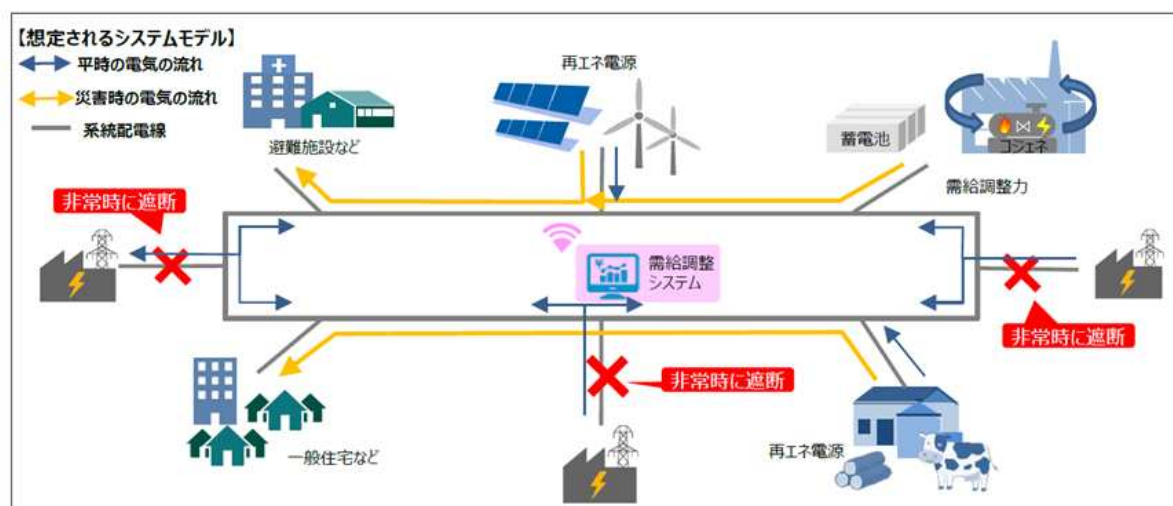 【想定されるシステムモデル】
平時の電気の流れ
災害時の電気の流れ
系統配電線
避難施設など
再エネ電源
蓄電池
コジェネ
需給調整力
非常時に遮断
需給調整
システム
非常時に遮断
非常時に遮断
一般住宅など
再エネ電源